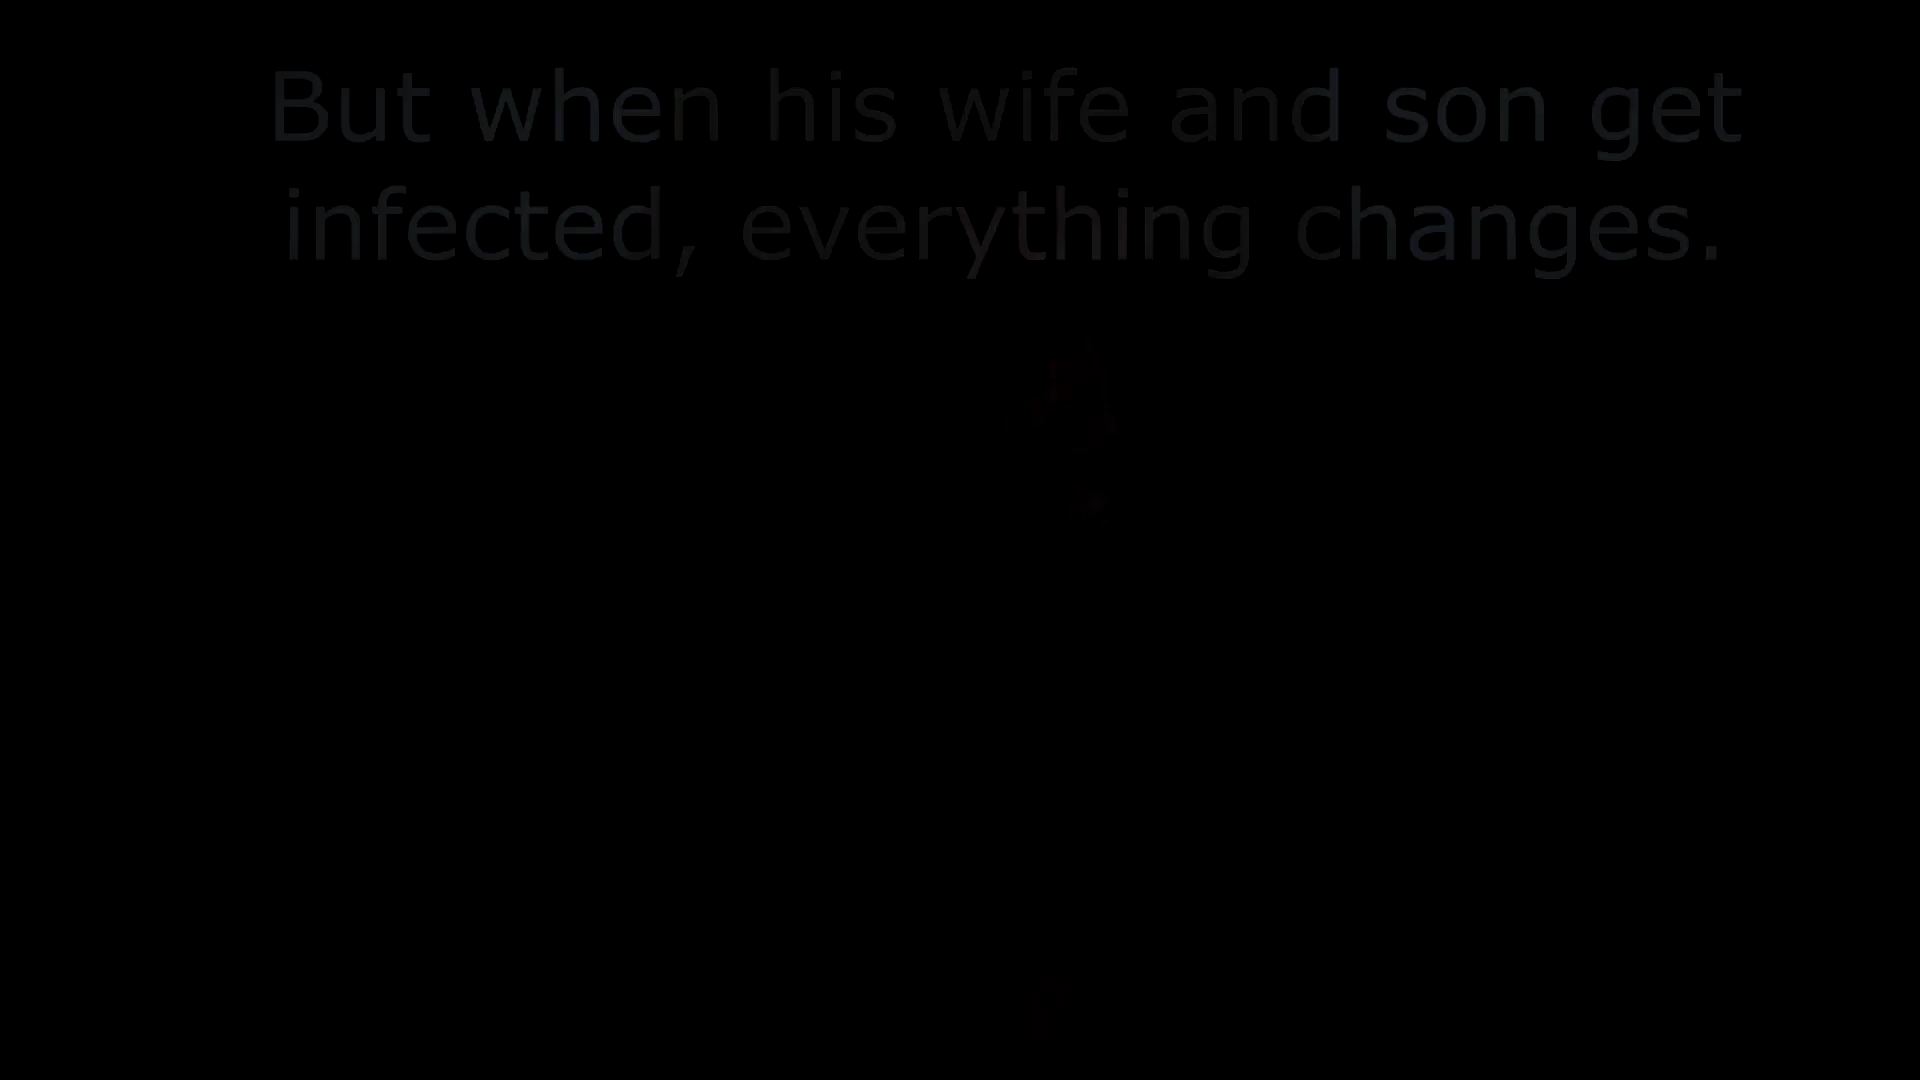 But when his wife and son get
infected, everything changes.